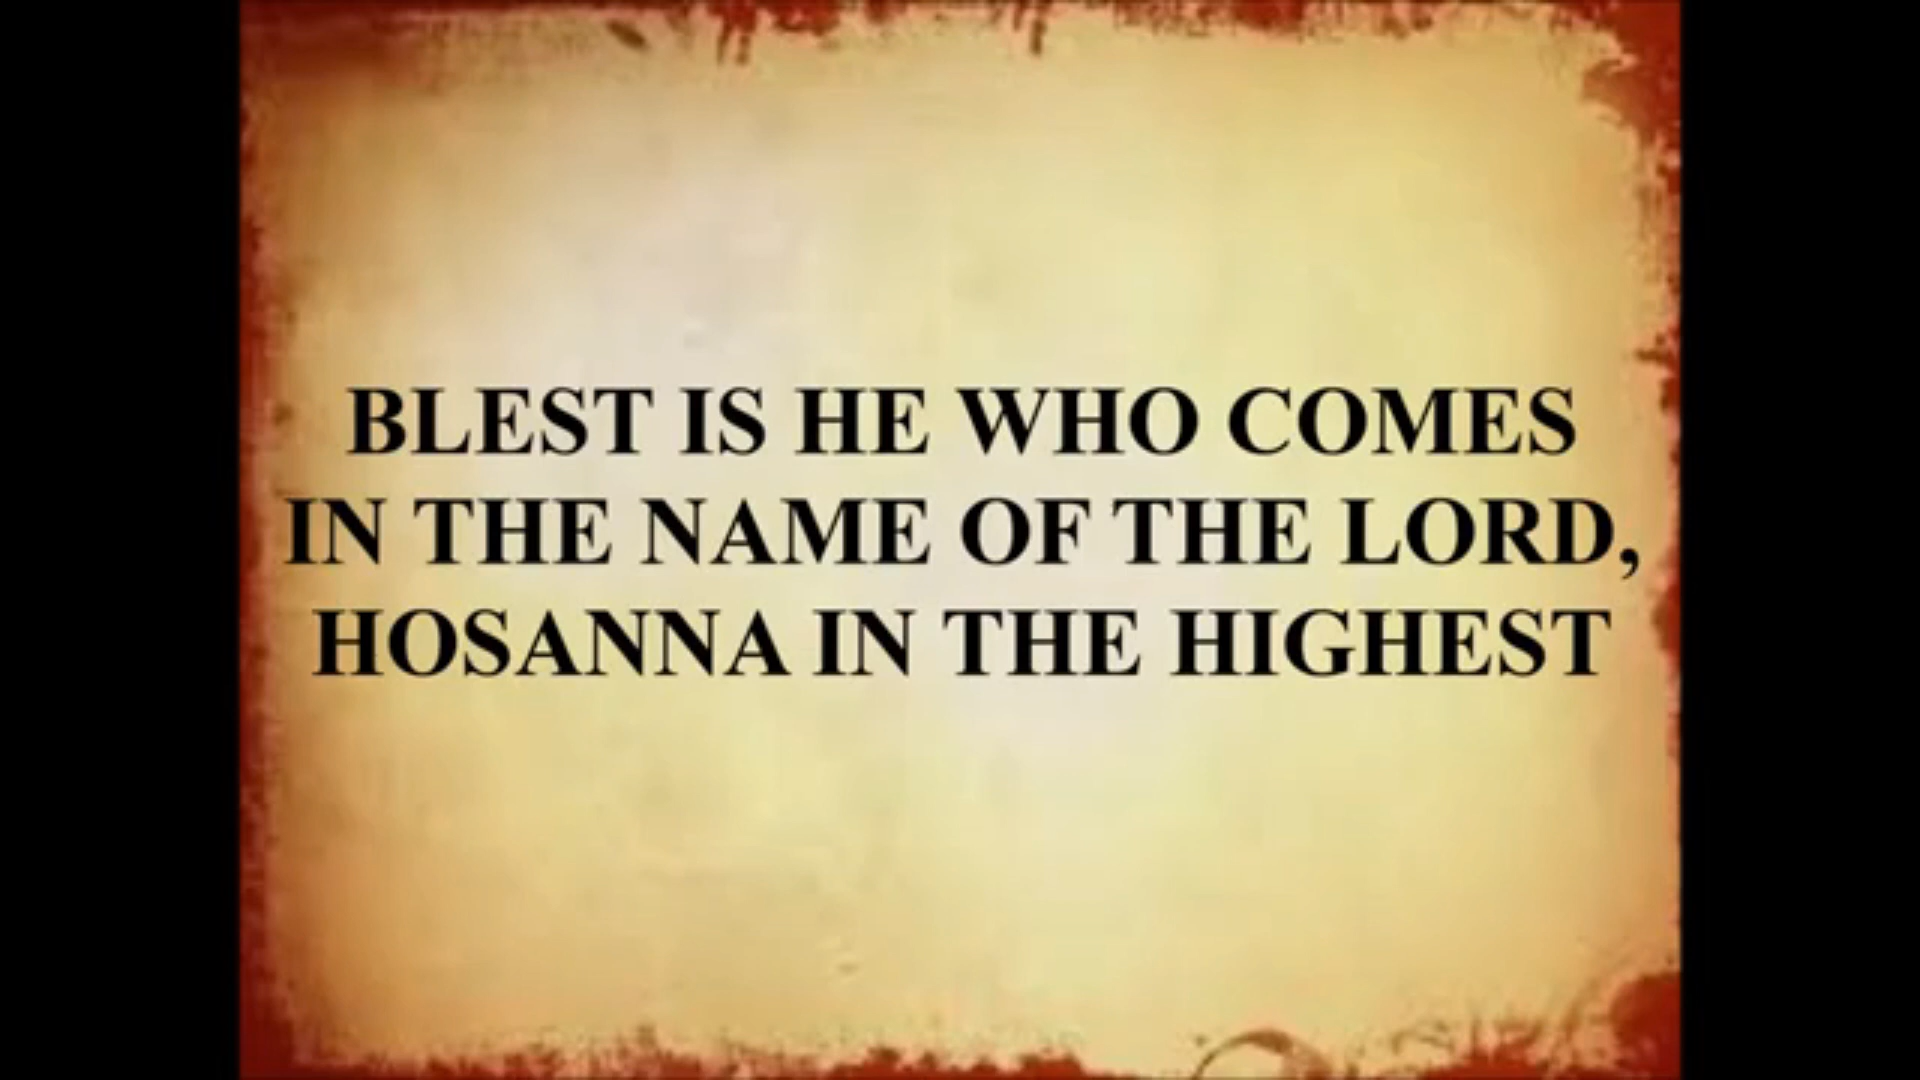 BLEST IS HE WHO COMES
IN THE NAME OF THE LORD,
HOSANNA IN THE HIGHEST